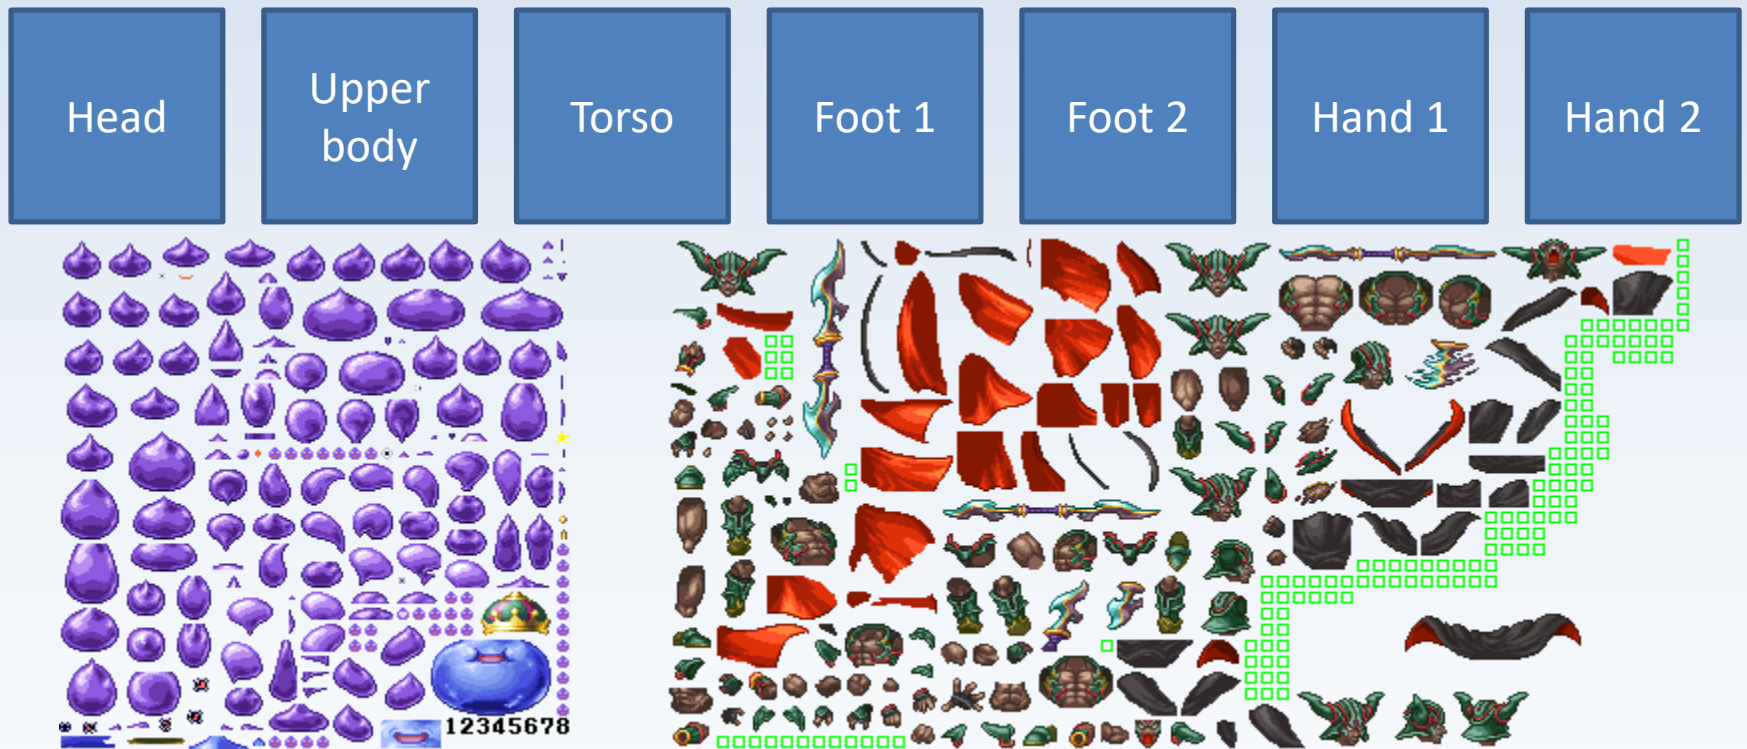 Head
Upper
body
Torso
Foot 1
Foot 2
Hand 1
Hand 2
12345678